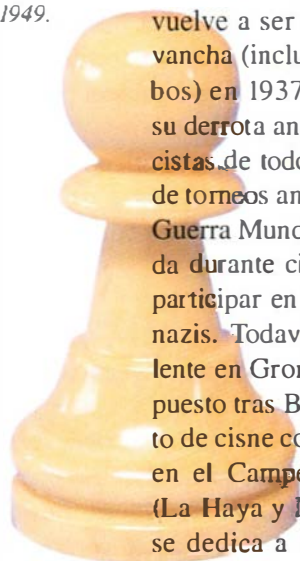 1949.
vuelve a ser
vancha (inclu
bos) en 1937
su derrota an
cistas de todo
de torneos an
Guerra Mund
da durante ci
participar en
nazis. Todav
lente en Gron
puesto tras B
to de cisne co
en el Campe
(La Haya y
se dedica a